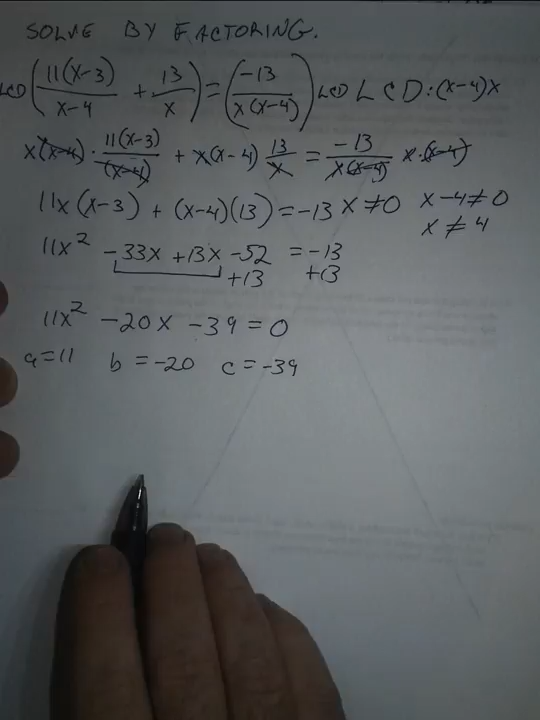 SOLVE BY FACTORING.
LCD(11(x-3)/x-4 + 13/x) = (-13/x(x-4)) LCD LCD:(x-4)x
x(x-4) · 11(x-3)/(x-4) + x(x-4) 13/x = -13/x(x-4) x·(x-4)
11x(x-3) + (x-4)(13) = -13 x≠0 x-4≠0
x≠4
11x² -33x +13x -52 = -13
+13 +13
11x² -20x -39 = 0
a=11 b=-20 c=-39